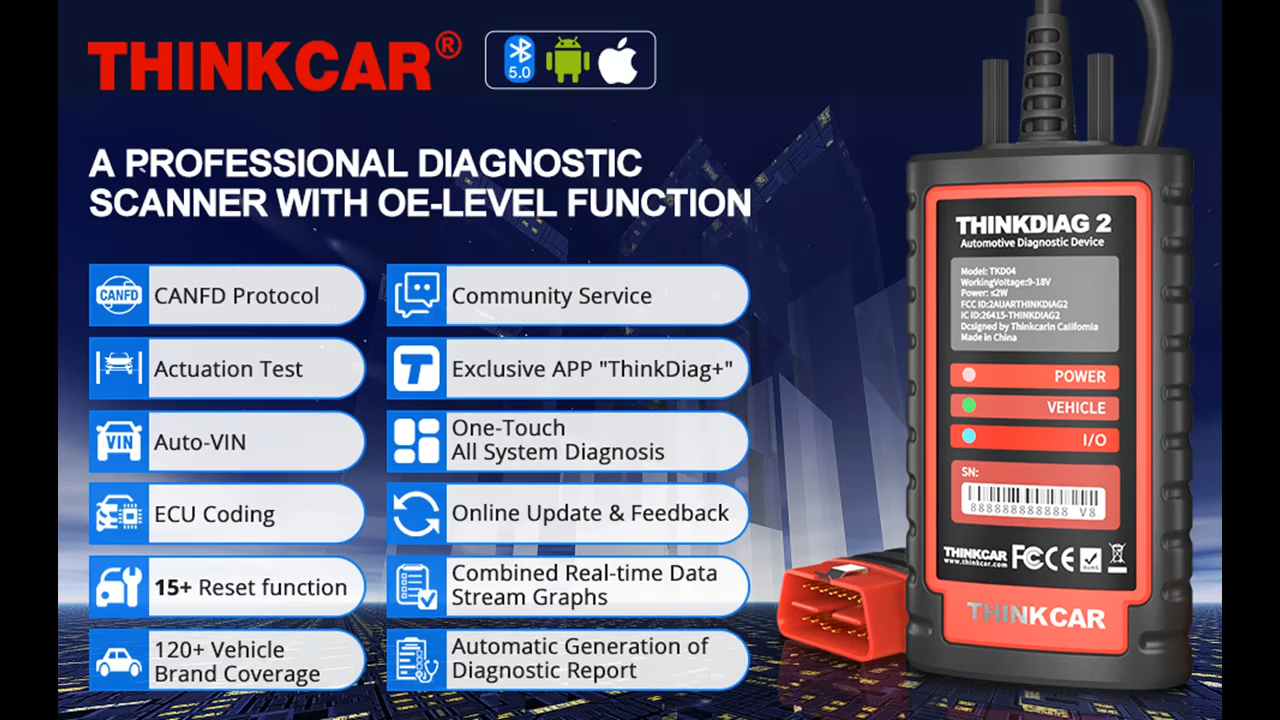 THINKCAR®
5.0
A PROFESSIONAL DIAGNOSTIC
SCANNER WITH OE-LEVEL FUNCTION
CANFD
CANFD Protocol
Actuation Test
VIN
Auto-VIN
ECU Coding
15+ Reset function
120+ Vehicle
Brand Coverage
Community Service
T
Exclusive APP "ThinkDiag+"
One-Touch
All System Diagnosis
Online Update & Feedback
Combined Real-time Data
Stream Graphs
Automatic Generation of
Diagnostic Report
THINKDIAG 2
Automotive Diagnostic Device
Model: TKD04
WorkingVoltage:9-18V
Power: ≤2W
FCC ID:2AUARTHINKDIAG2
IC ID:26415-THINKDIAG2
Dcsigned by Thinkcarin Califomia
Made in China
POWER
VEHICLE
I/O
SN:
888888888888 V8
THINKCAR
www.thinkcar.com
FCC CE RoHS
THINKCAR